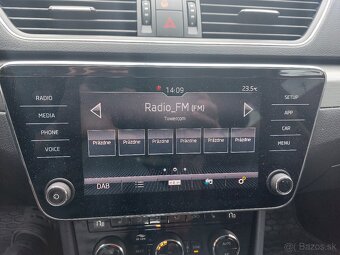 14:09
23.5°C
RADIO
MEDIA
PHONE
VOICE
Radio_FM (FM)
Towercom
Prázdne Prázdne Prázdne Prázdne Prázdne Prázdne
DAB
SETUP
APP
CAR
MENU
AUTO
bazos.sk